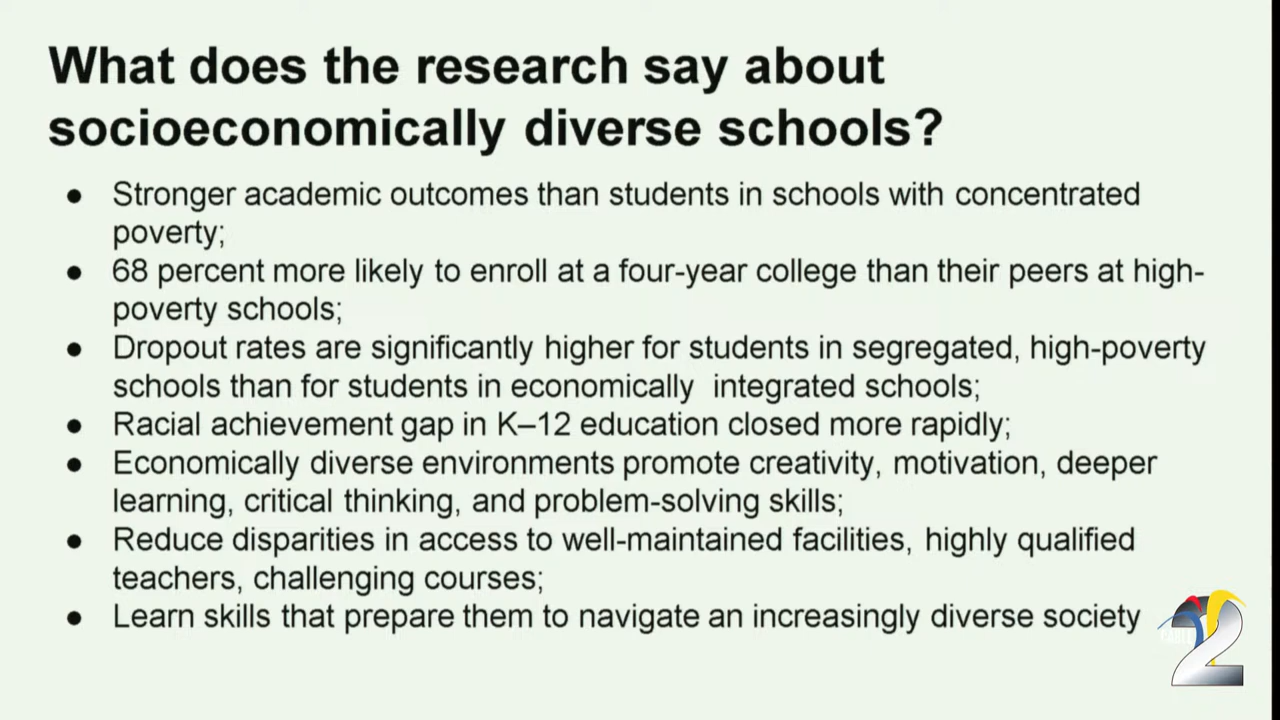 What does the research say about
socioeconomically diverse schools?
● Stronger academic outcomes than students in schools with concentrated
poverty;
● 68 percent more likely to enroll at a four-year college than their peers at high-
poverty schools;
● Dropout rates are significantly higher for students in segregated, high-poverty
schools than for students in economically  integrated schools;
● Racial achievement gap in K–12 education closed more rapidly;
● Economically diverse environments promote creativity, motivation, deeper
learning, critical thinking, and problem-solving skills;
● Reduce disparities in access to well-maintained facilities, highly qualified
teachers, challenging courses;
● Learn skills that prepare them to navigate an increasingly diverse society
2